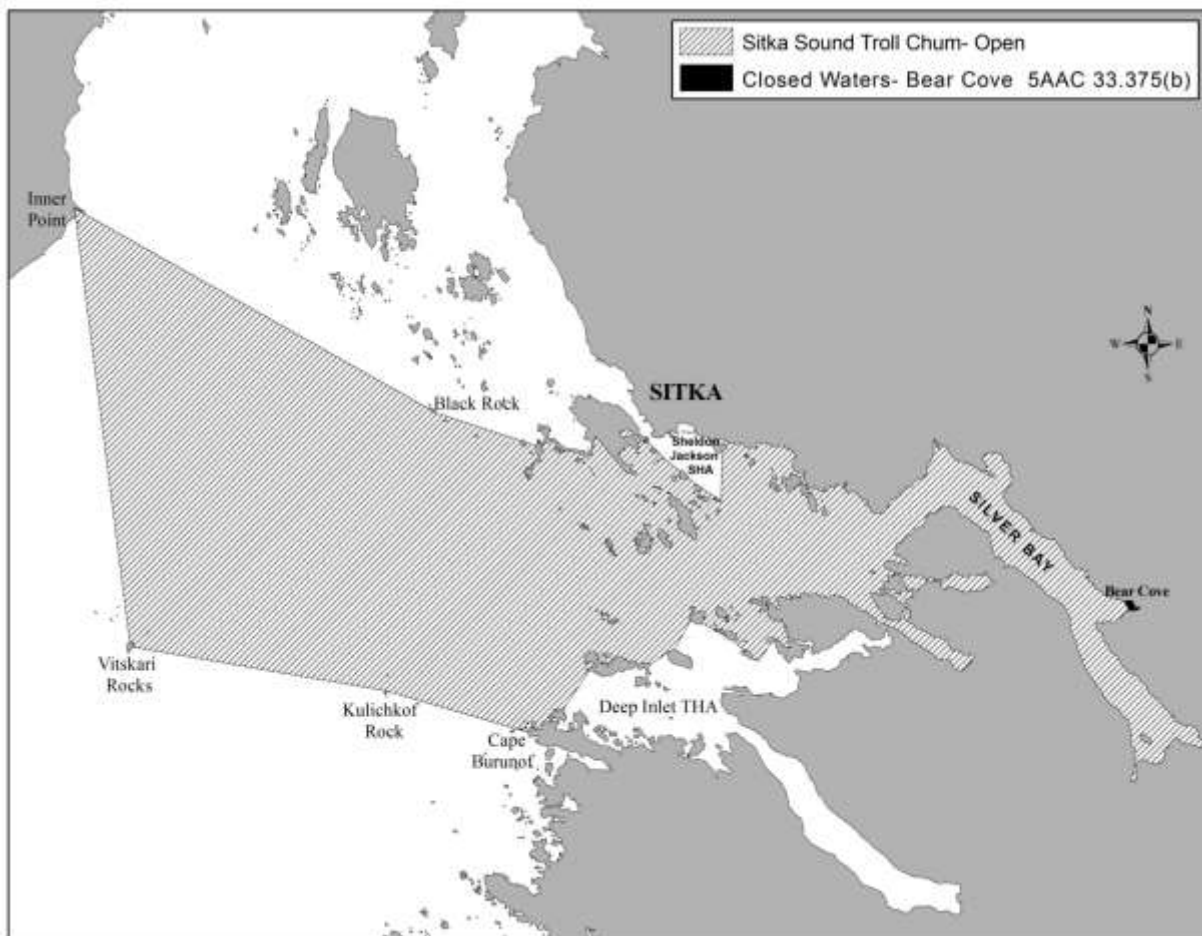 Sitka Sound Troll Chum- Open
Closed Waters- Bear Cove 5AAC 33.375(b)
Inner
Point
N
W E
S
SITKA
Black Rock
Sheldon
Jackson
SHA
SILVER BAY
Bear Cove
Vitskari
Rocks
Kulichkof
Rock
Deep Inlet THA
Cape
Burunof